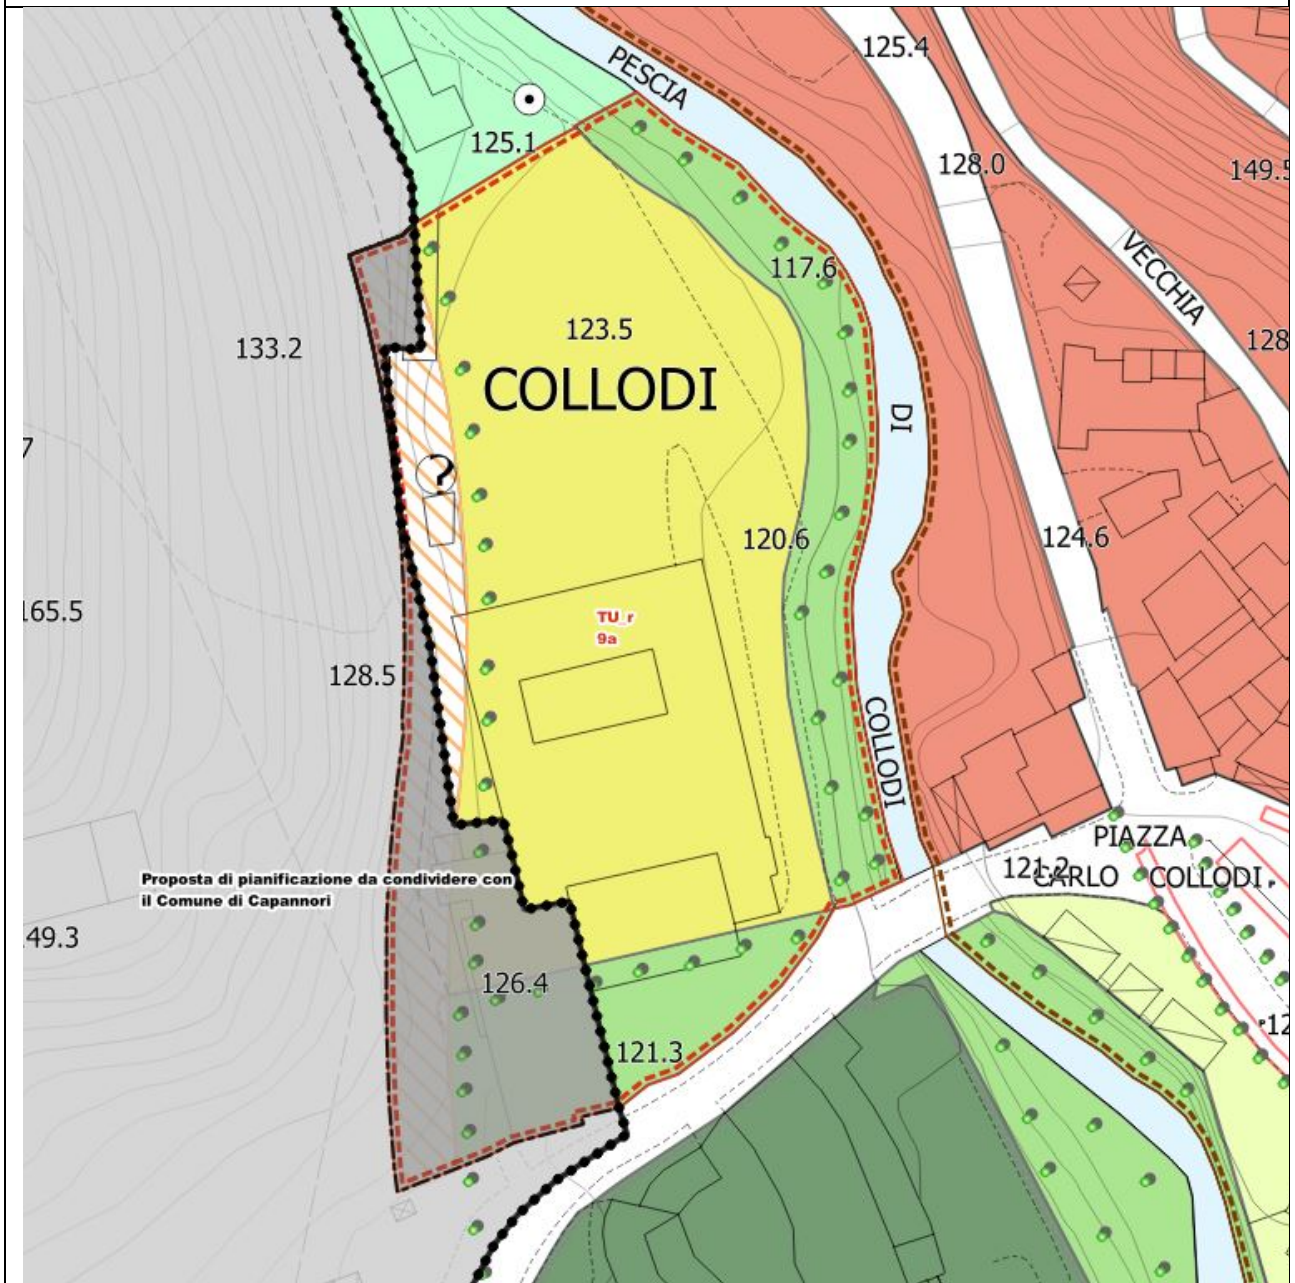 PESCIA
125.4
125.1
128.0
149.5
117.6
VECCHIA
123.5
133.2
128
COLLODI
DI
?
7
120.6
124.6
165.5
TU_r
9a
128.5
COLLODI
PIAZZA
121.2
CARLO COLLODI P
Proposta di pianificazione da condividere con
il Comune di Capannori
49.3
126.4
P
12
121.3